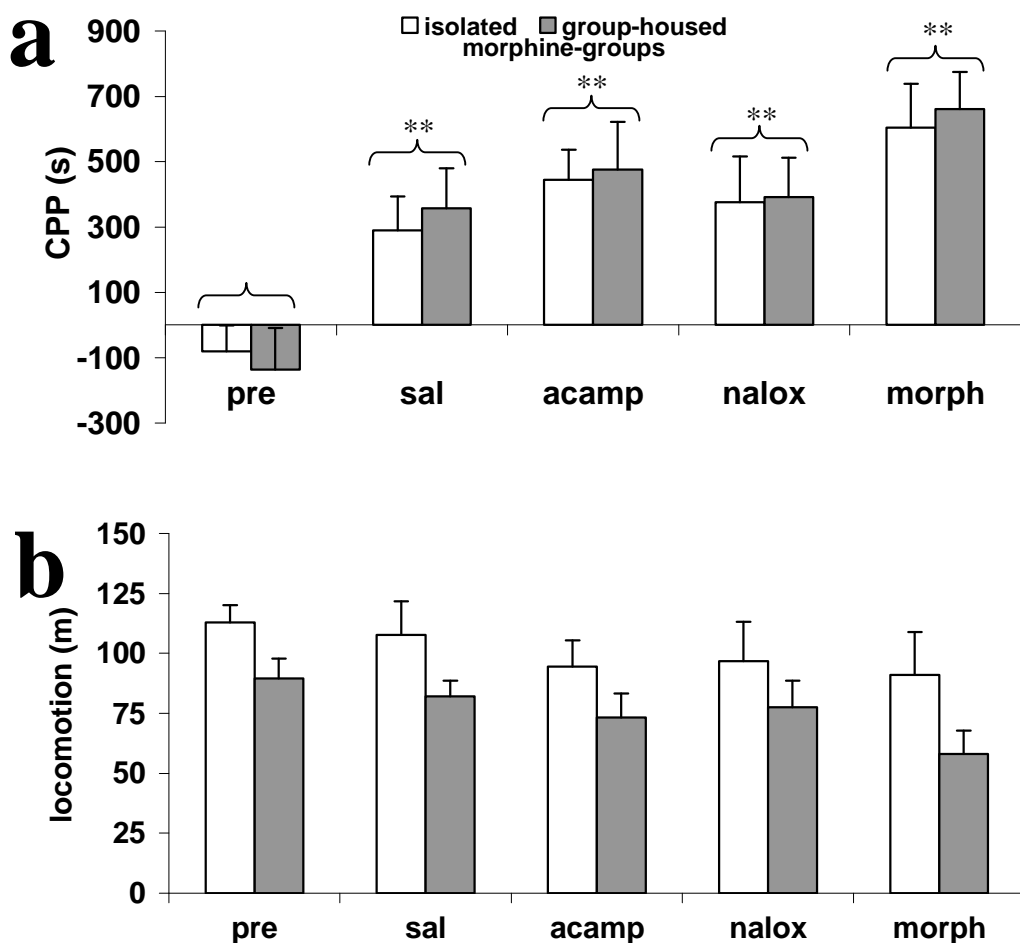 a
isolated group-housed
morphine-groups
CPP (s)
900
700
500
300
100
-100
-300
**
**
**
**
pre sal acamp nalox morph
b
locomotion (m)
150
125
100
75
50
25
0
pre sal acamp nalox morph